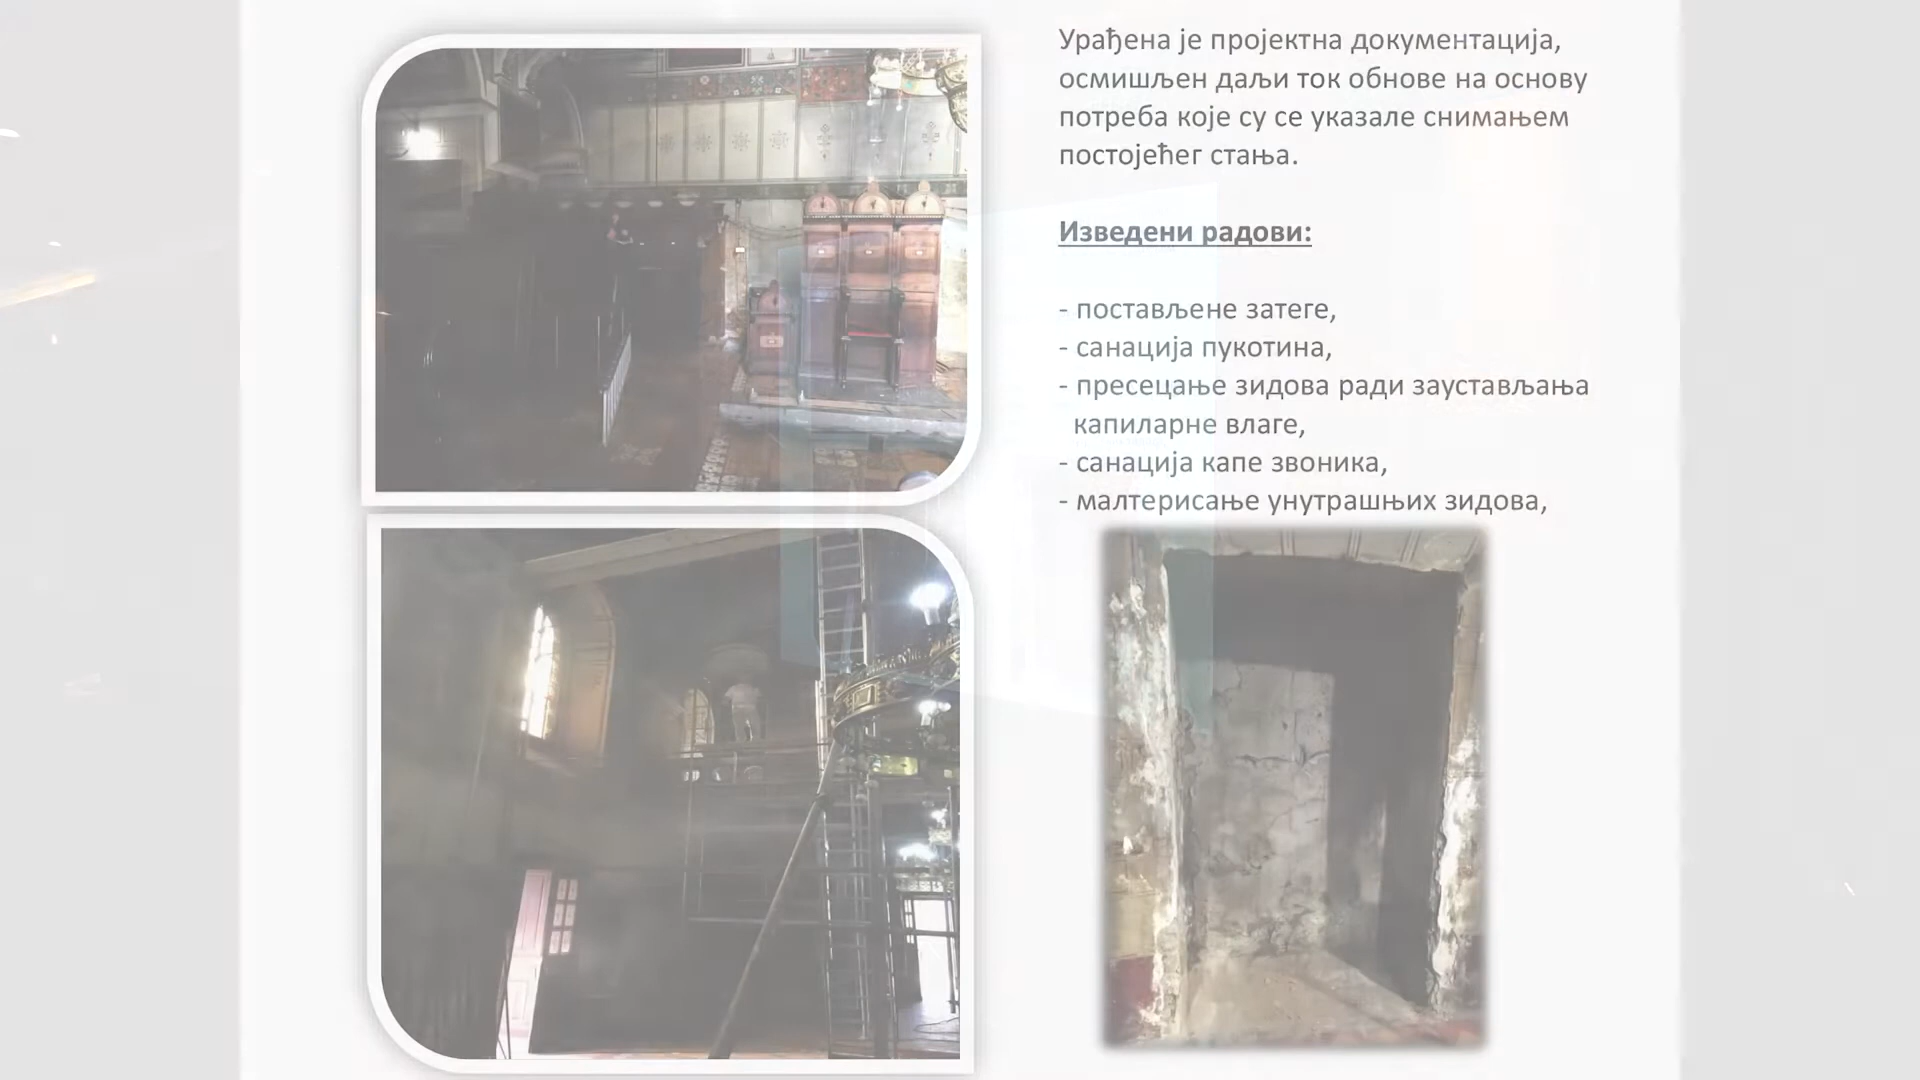 Урађена је пројектна документација,
осмишљен даљи ток обнове на основу
потреба које су се указале снимањем
постојећег стања.
Изведени радови:
- постављене затеге,
- санација пукотина,
- пресецање зидова ради заустављања
капиларне влаге,
- санација капе звоника,
- малтерисање унутрашњих зидова,